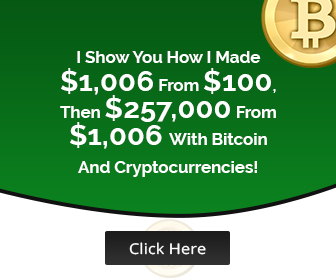 I Show You How I Made
$1,006 From $100,
Then $257,000 From
$1,006 With Bitcoin
And Cryptocurrencies!
Click Here